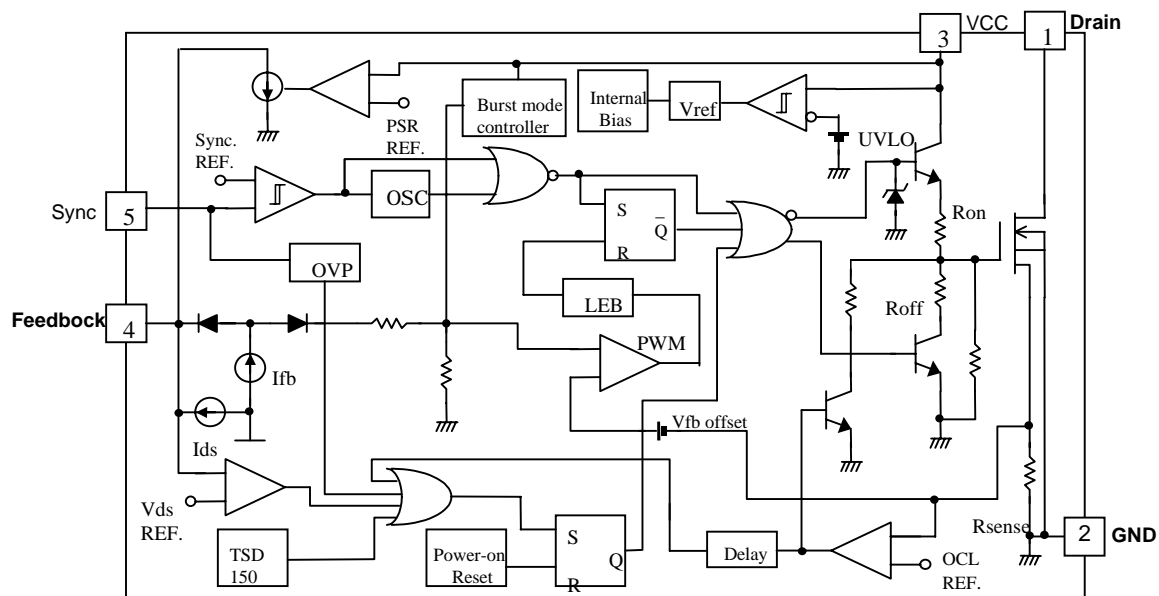 VCC
Drain
3
1
Burst mode
controller
Internal
Bias
Vref
PSR
REF.
UVLO
Sync.
REF.
OSC
Sync
5
S
Q
R
Ron
OVP
LEB
Roff
Feedbock
4
PWM
Ifb
Vfb offset
Ids
Vds
REF.
TSD
150
Power-on
Reset
S
Q
R
Delay
OCL
REF.
Rsense
2
GND